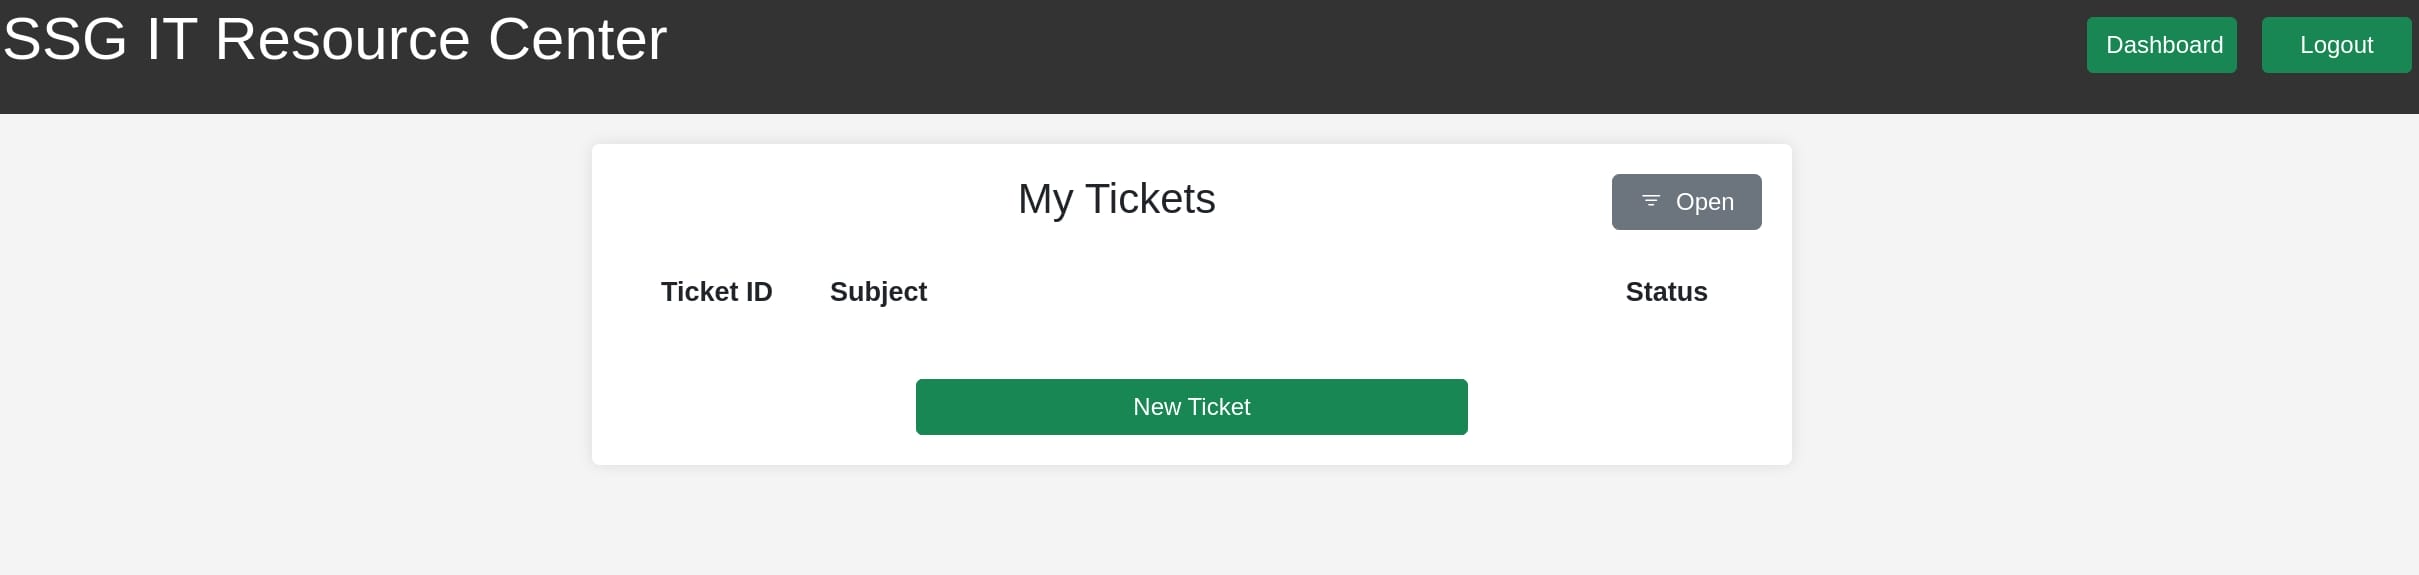 SSG IT Resource Center
Dashboard
Logout
My Tickets
Open
Ticket ID
Subject
Status
New Ticket